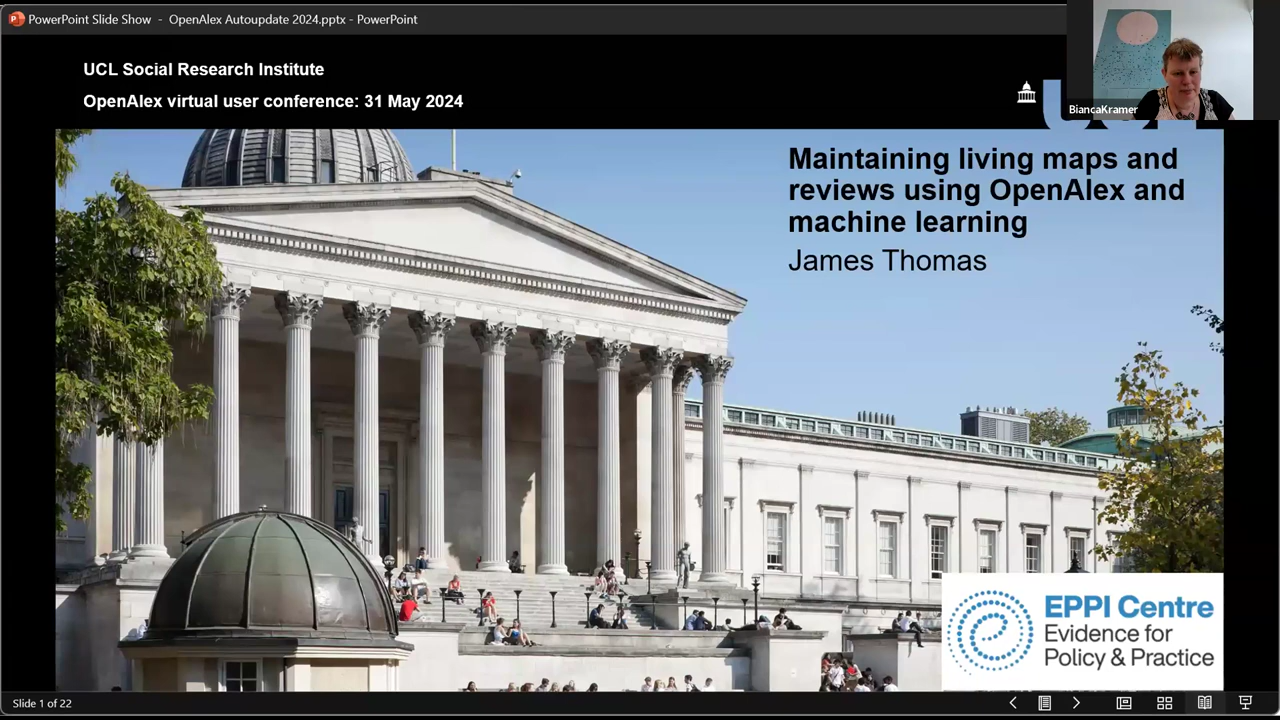 PowerPoint Slide Show - OpenAlex Autoupdate 2024.pptx - PowerPoint
UCL Social Research Institute
OpenAlex virtual user conference: 31 May 2024
BiancaKramer
Maintaining living maps and
reviews using OpenAlex and
machine learning
James Thomas
EPPI Centre
Evidence for
Policy & Practice
Slide 1 of 22